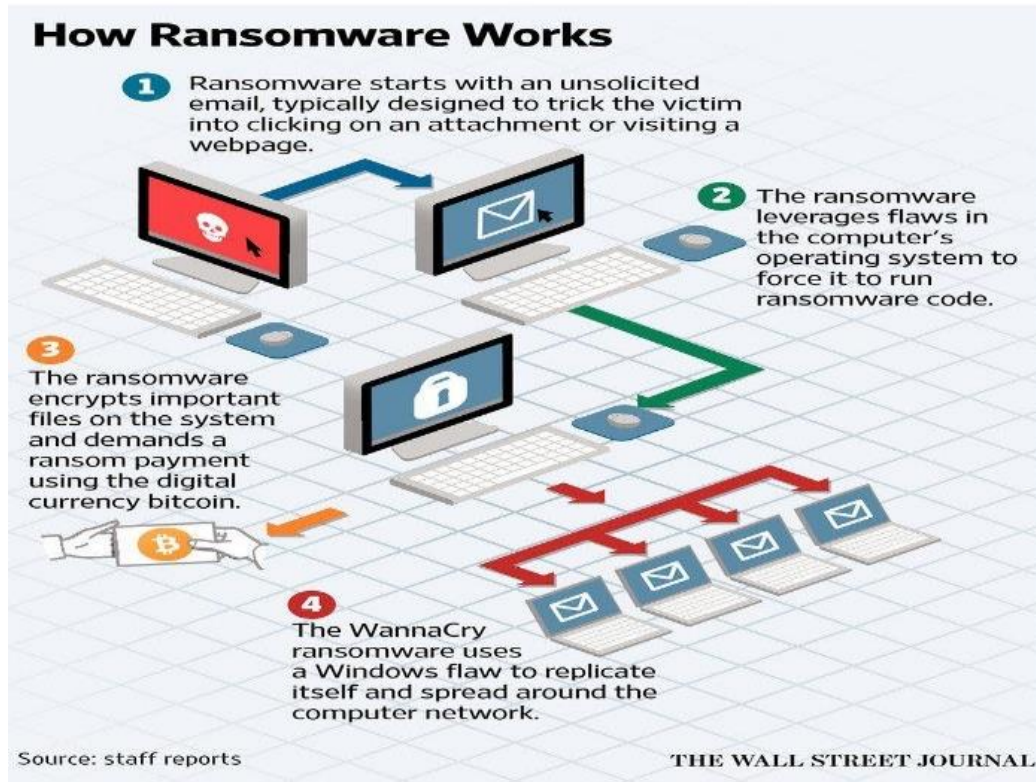 How Ransomware Works
1 Ransomware starts with an unsolicited
email, typically designed to trick the victim
into clicking on an attachment or visiting a
webpage.
2 The ransomware
leverages flaws in
the computer's
operating system to
force it to run
ransomware code.
3
The ransomware
encrypts important
files on the system
and demands a
ransom payment
using the digital
currency bitcoin.
4
The WannaCry
ransomware uses
a Windows flaw to replicate
itself and spread around the
computer network.
Source: staff reports
THE WALL STREET JOURNAL